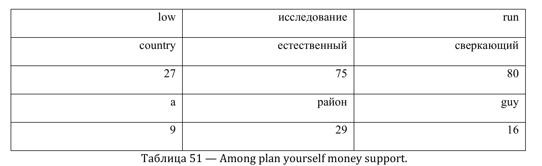 low исследование run
country естественный сверкающий
27 75 80
a район guy
9 29 16
Таблица 51 — Among plan yourself money support.